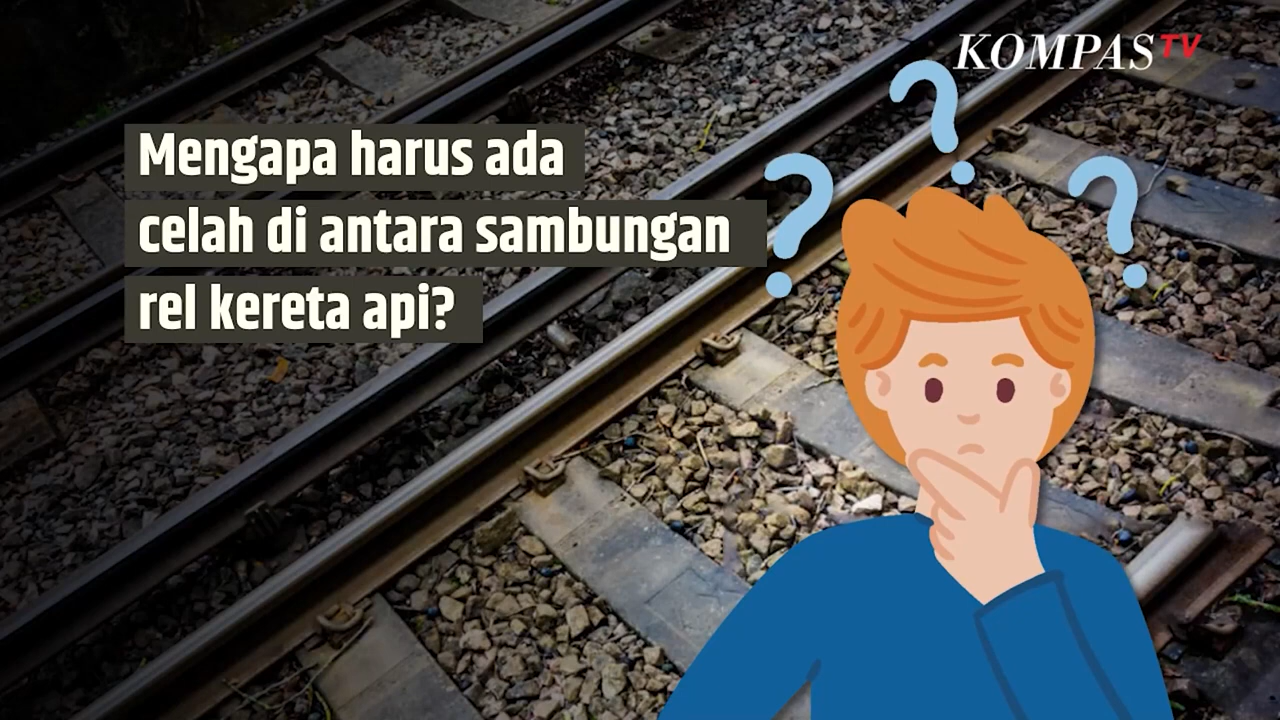 KOMPAS TV
Mengapa harus ada
celah di antara sambungan
rel kereta api?